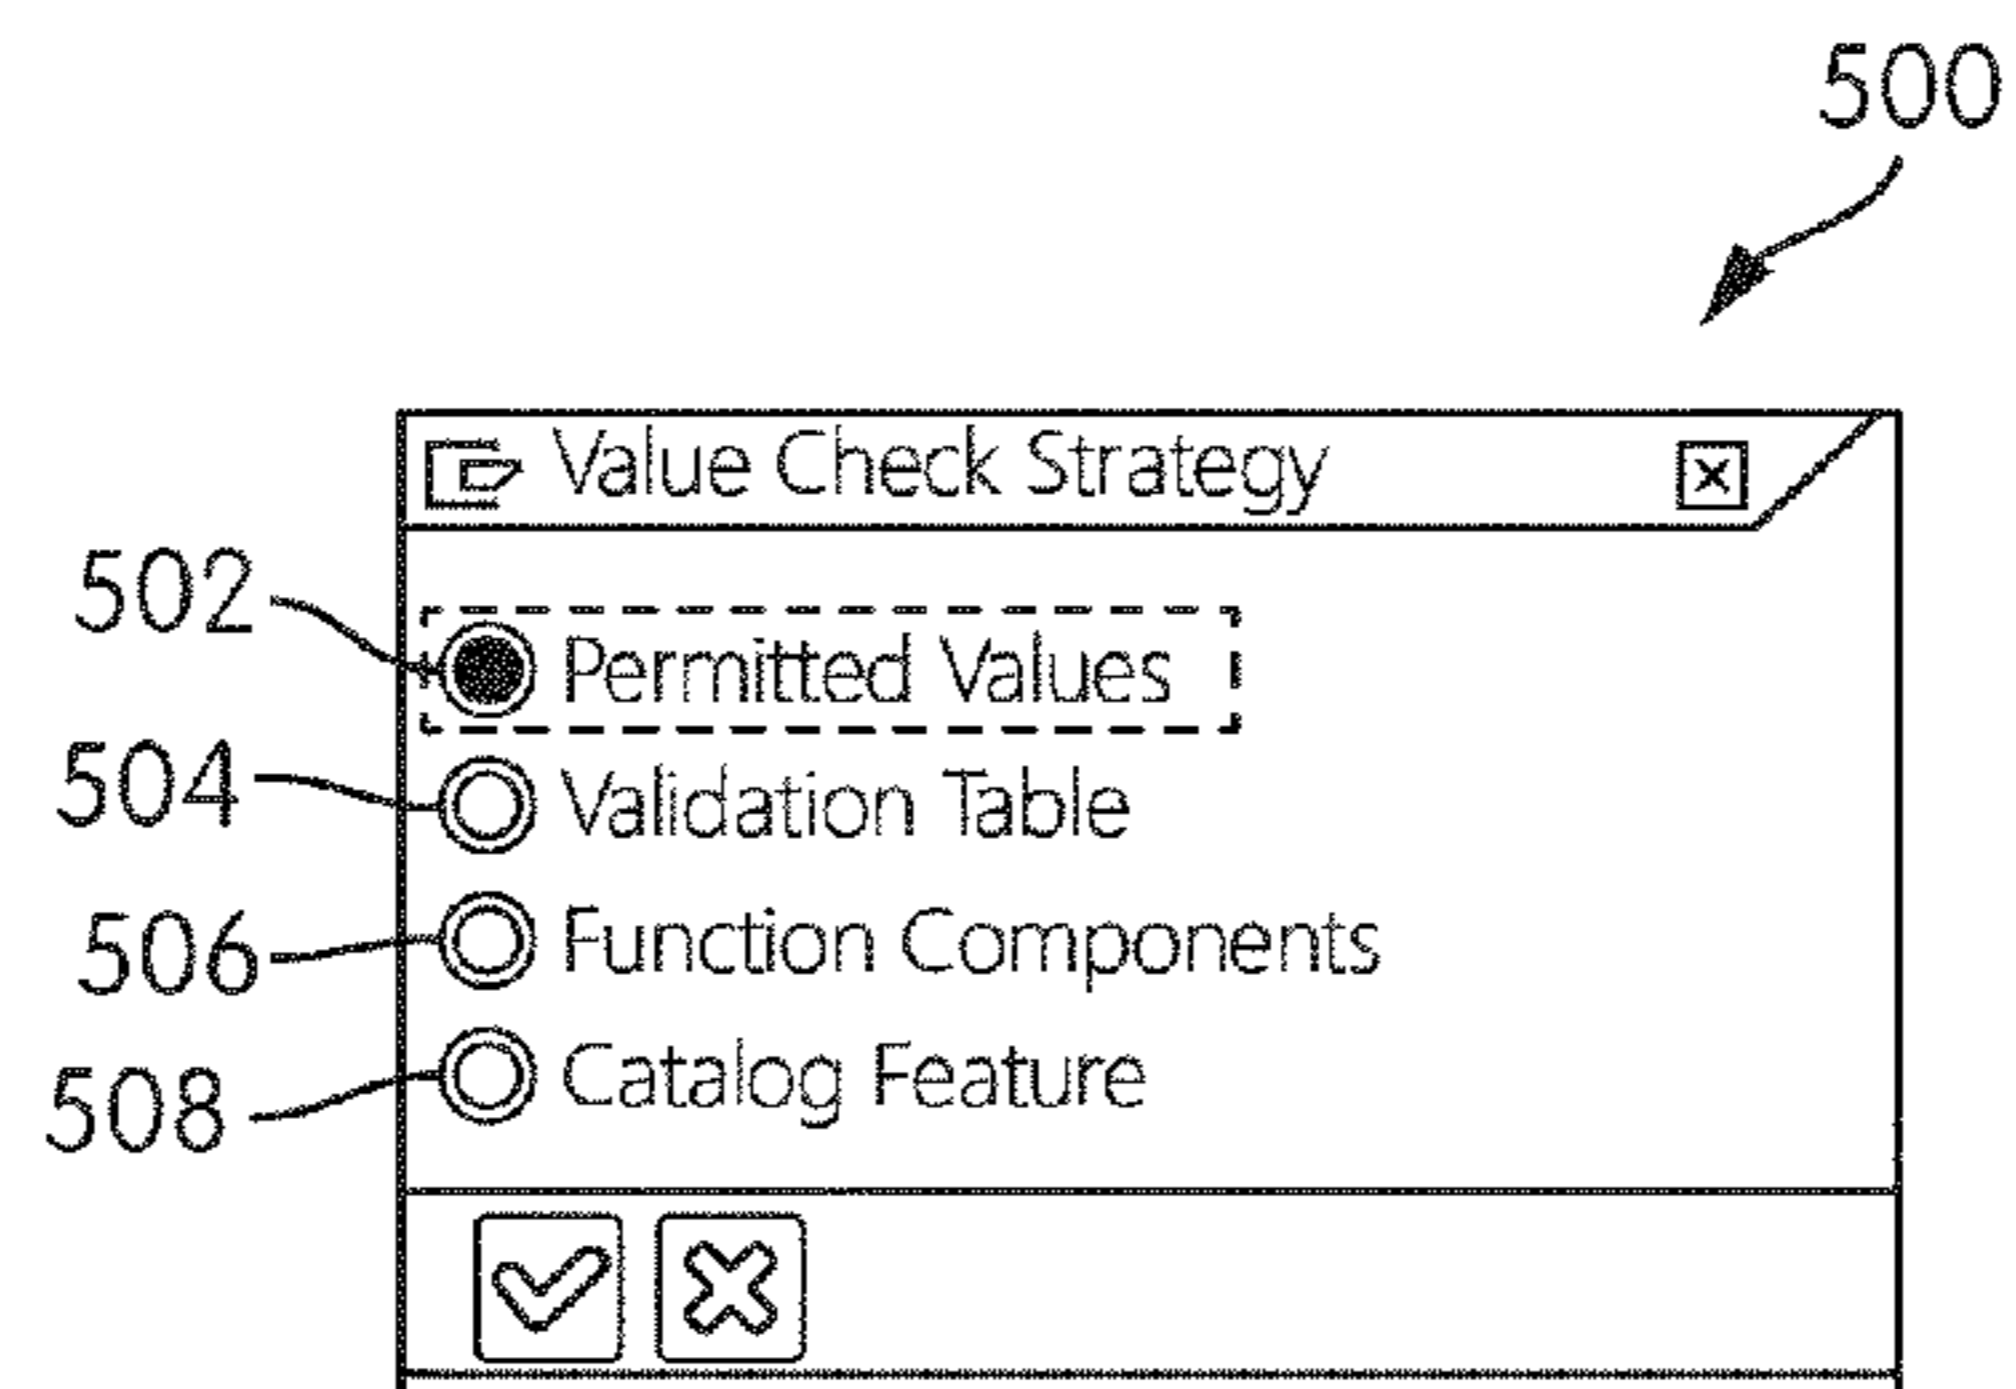 500
Value Check Strategy
502 Permitted Values
504 Validation Table
506 Function Components
508 Catalog Feature